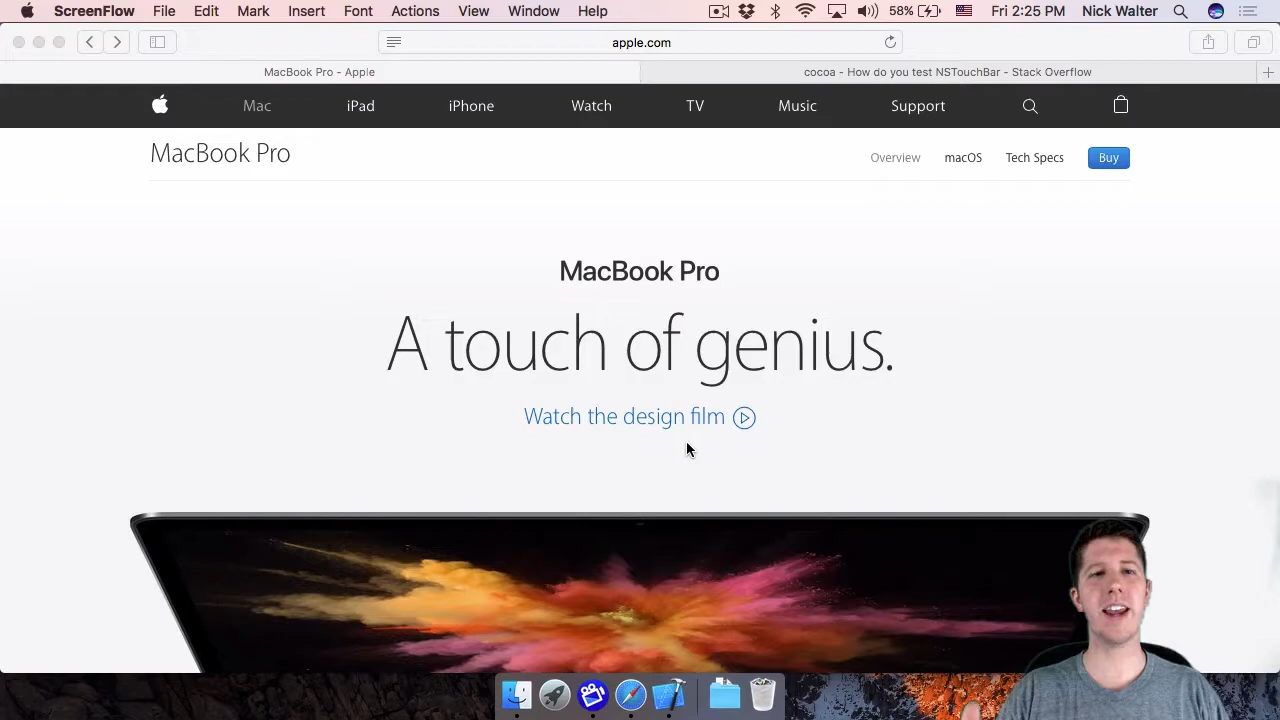 ScreenFlow File Edit Mark Insert Font Actions View Window Help 58% Fri 2:25 PM Nick Walter
apple.com
MacBook Pro - Apple cocoa - How do you test NSTouchBar - Stack Overflow
Mac iPad iPhone Watch TV Music Support
MacBook Pro Overview macOS Tech Specs Buy
MacBook Pro
A touch of genius.
Watch the design film